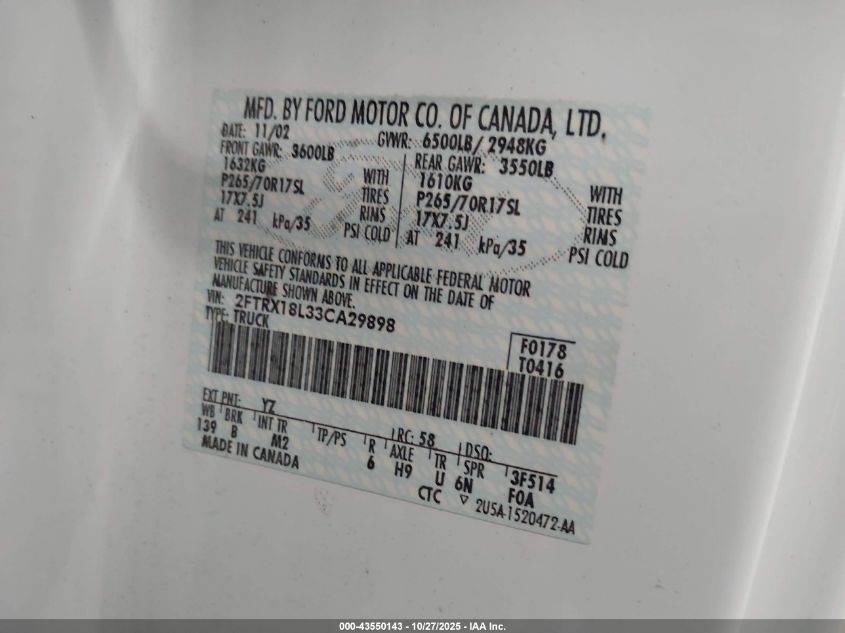 MFD. BY FORD MOTOR CO. OF CANADA, LTD.
DATE: 11/02 GVWR: 6500LB/ 2948KG
FRONT GAWR: 3600LB REAR GAWR: 3550LB
1632KG WITH 1610KG WITH
P265/70R17SL TIRES P265/70R17SL TIRES
17X7.5J RIMS 17X7.5J RIMS
AT 241 kPa/35 PSI COLD AT 241 kPa/35 PSI COLD
THIS VEHICLE CONFORMS TO ALL APPLICABLE FEDERAL MOTOR
VEHICLE SAFETY STANDARDS IN EFFECT ON THE DATE OF
MANUFACTURE SHOWN ABOVE.
VIN: 2FTRX18L33CA29898
TYPE: TRUCK
F0178
T0416
EXT PNT: YZ RC: 58 DSO:
WB BRK INT TR TP/PS R AXLE TR SPR 3F514
139 B M2 6 H9 U 6N F0A
MADE IN CANADA CTC ▽ 2U5A-1520472-AA
000-43550143 - 10/27/2025 - IAA Inc.